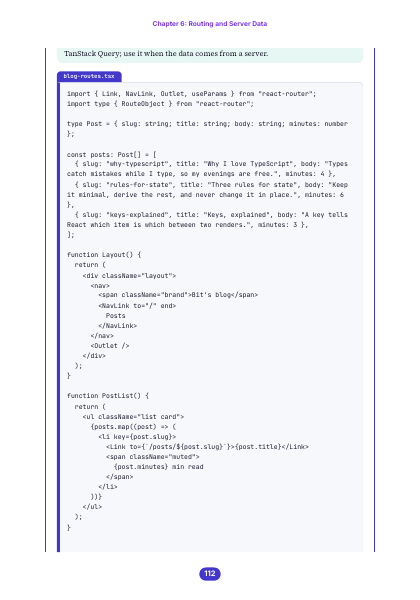 Chapter 6: Routing and Server Data
TanStack Query; use it when the data comes from a server.
blog-routes.tsx
import { Link, NavLink, Outlet, useParams } from "react-router";
import type { RouteObject } from "react-router";
type Post = { slug: string; title: string; body: string; minutes: number
};
const posts: Post[] = [
{ slug: "why-typescript", title: "Why I love TypeScript", body: "Types
catch mistakes while I type, so my evenings are free.", minutes: 4 },
{ slug: "rules-for-state", title: "Three rules for state", body: "Keep
it minimal, derive the rest, and never change it in place.", minutes: 6
},
{ slug: "keys-explained", title: "Keys, explained", body: "A key tells
React which item is which between two renders.", minutes: 3 },
];
function Layout() {
return (
<div className="layout">
<nav>
<span className="brand">Bit's blog</span>
<NavLink to="/" end>
Posts
</NavLink>
</nav>
<Outlet />
</div>
);
}
function PostList() {
return (
<ul className="list card">
{posts.map((post) => (
<li key={post.slug}>
<Link to={`/posts/${post.slug}`}>{post.title}</Link>
<span className="muted">
{post.minutes} min read
</span>
</li>
))}
</ul>
);
}
112